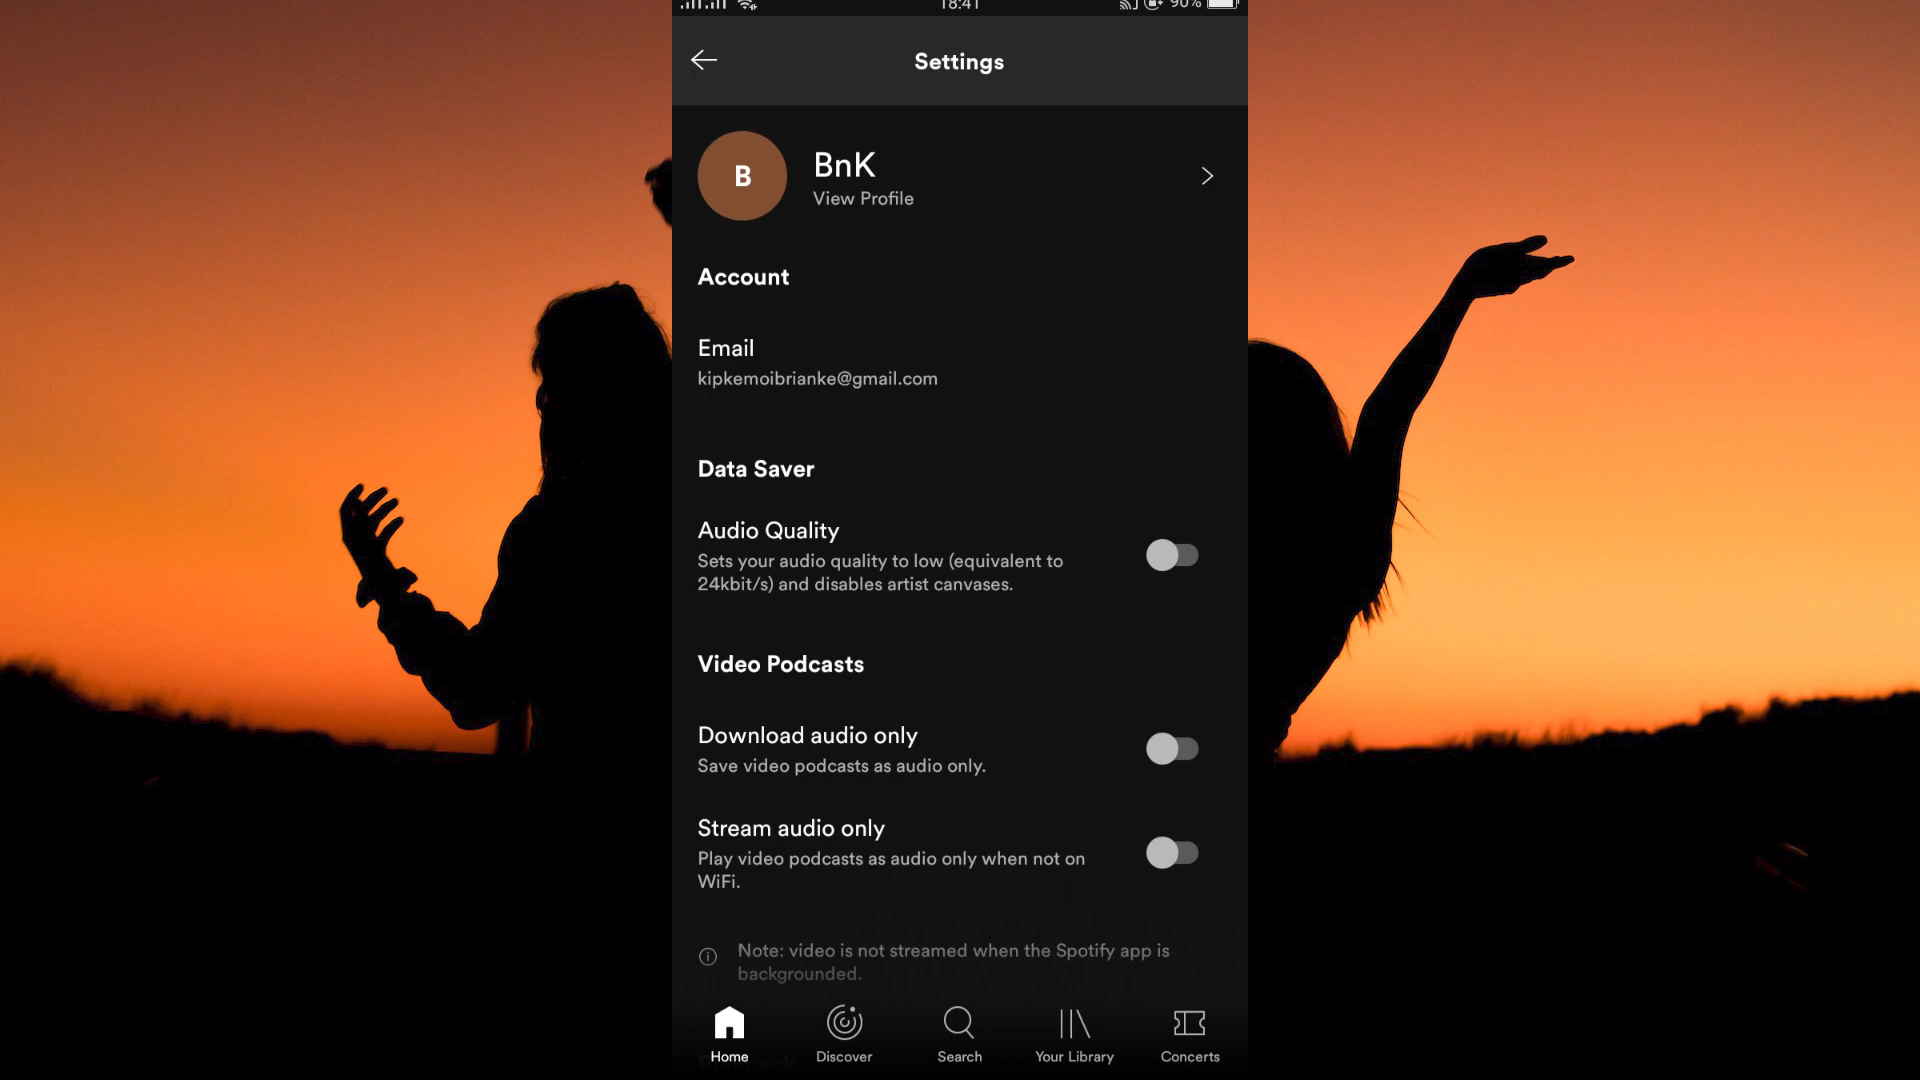 18:41
90%
Settings
B
BnK
View Profile
Account
Email
kipkemoibrianke@gmail.com
Data Saver
Audio Quality
Sets your audio quality to low (equivalent to
24kbit/s) and disables artist canvases.
Video Podcasts
Download audio only
Save video podcasts as audio only.
Stream audio only
Play video podcasts as audio only when not on
WiFi.
Note: video is not streamed when the Spotify app is
backgrounded.
Home
Discover
Search
Your Library
Concerts